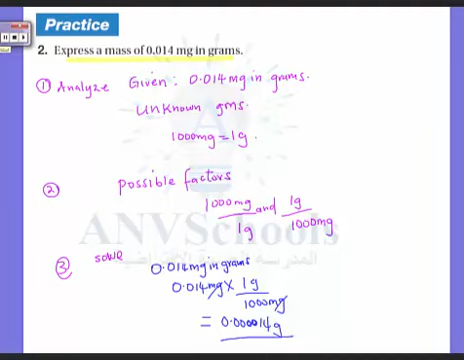 Practice
2. Express a mass of 0.014 mg in grams.
① Analyze Given: 0.014mg in grams.
Unknown gms.
1000mg=1g.
② possible factors
1000mg/1g and 1g/1000mg
ANVSchools
③ solve 0.014mg in grams
0.014mg × 1g/1000mg
= 0.000014g